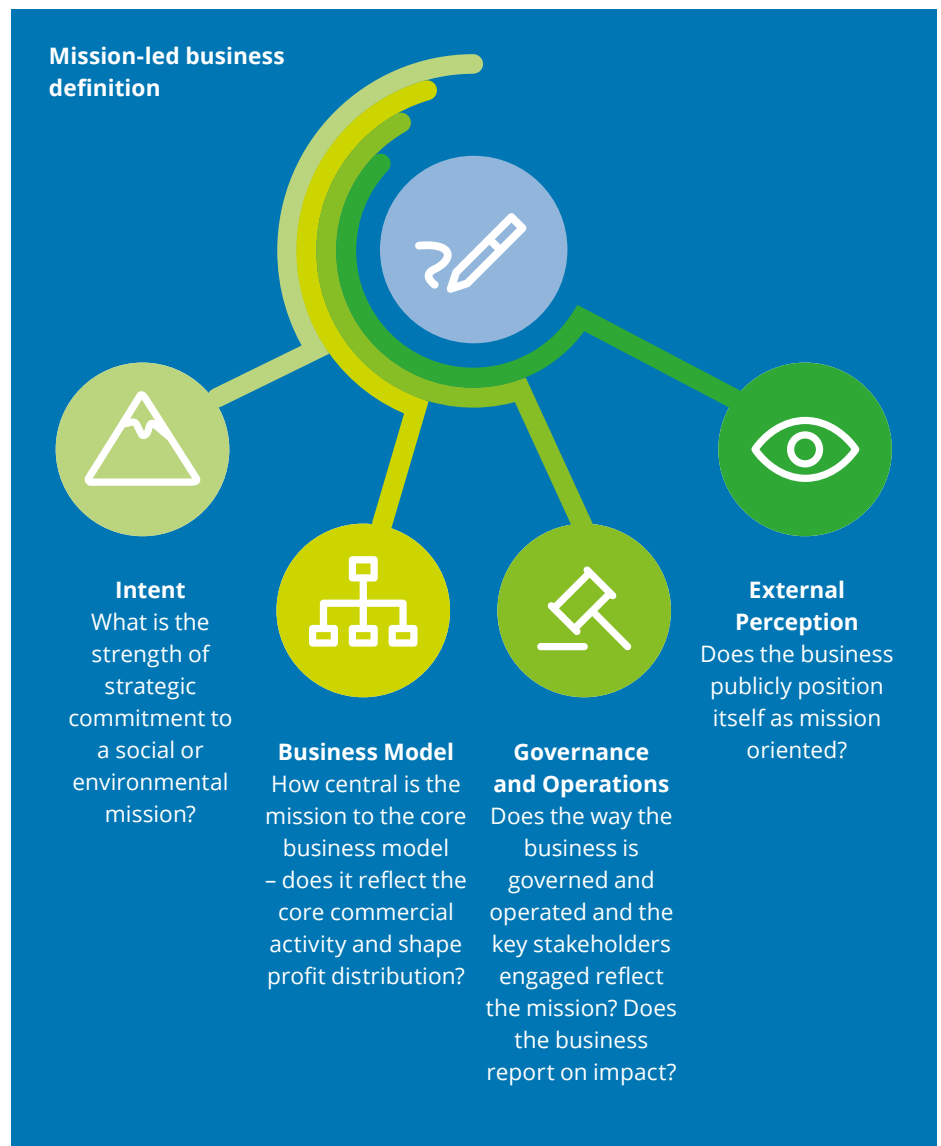 Mission-led business
definition
Intent
What is the
strength of
strategic
commitment to
a social or
environmental
mission?
Business Model
How central is the
mission to the core
business model
– does it reflect the
core commercial
activity and shape
profit distribution?
Governance
and Operations
Does the way the
business is
governed and
operated and the
key stakeholders
engaged reflect
the mission? Does
the business
report on impact?
External
Perception
Does the business
publicly position
itself as mission
oriented?